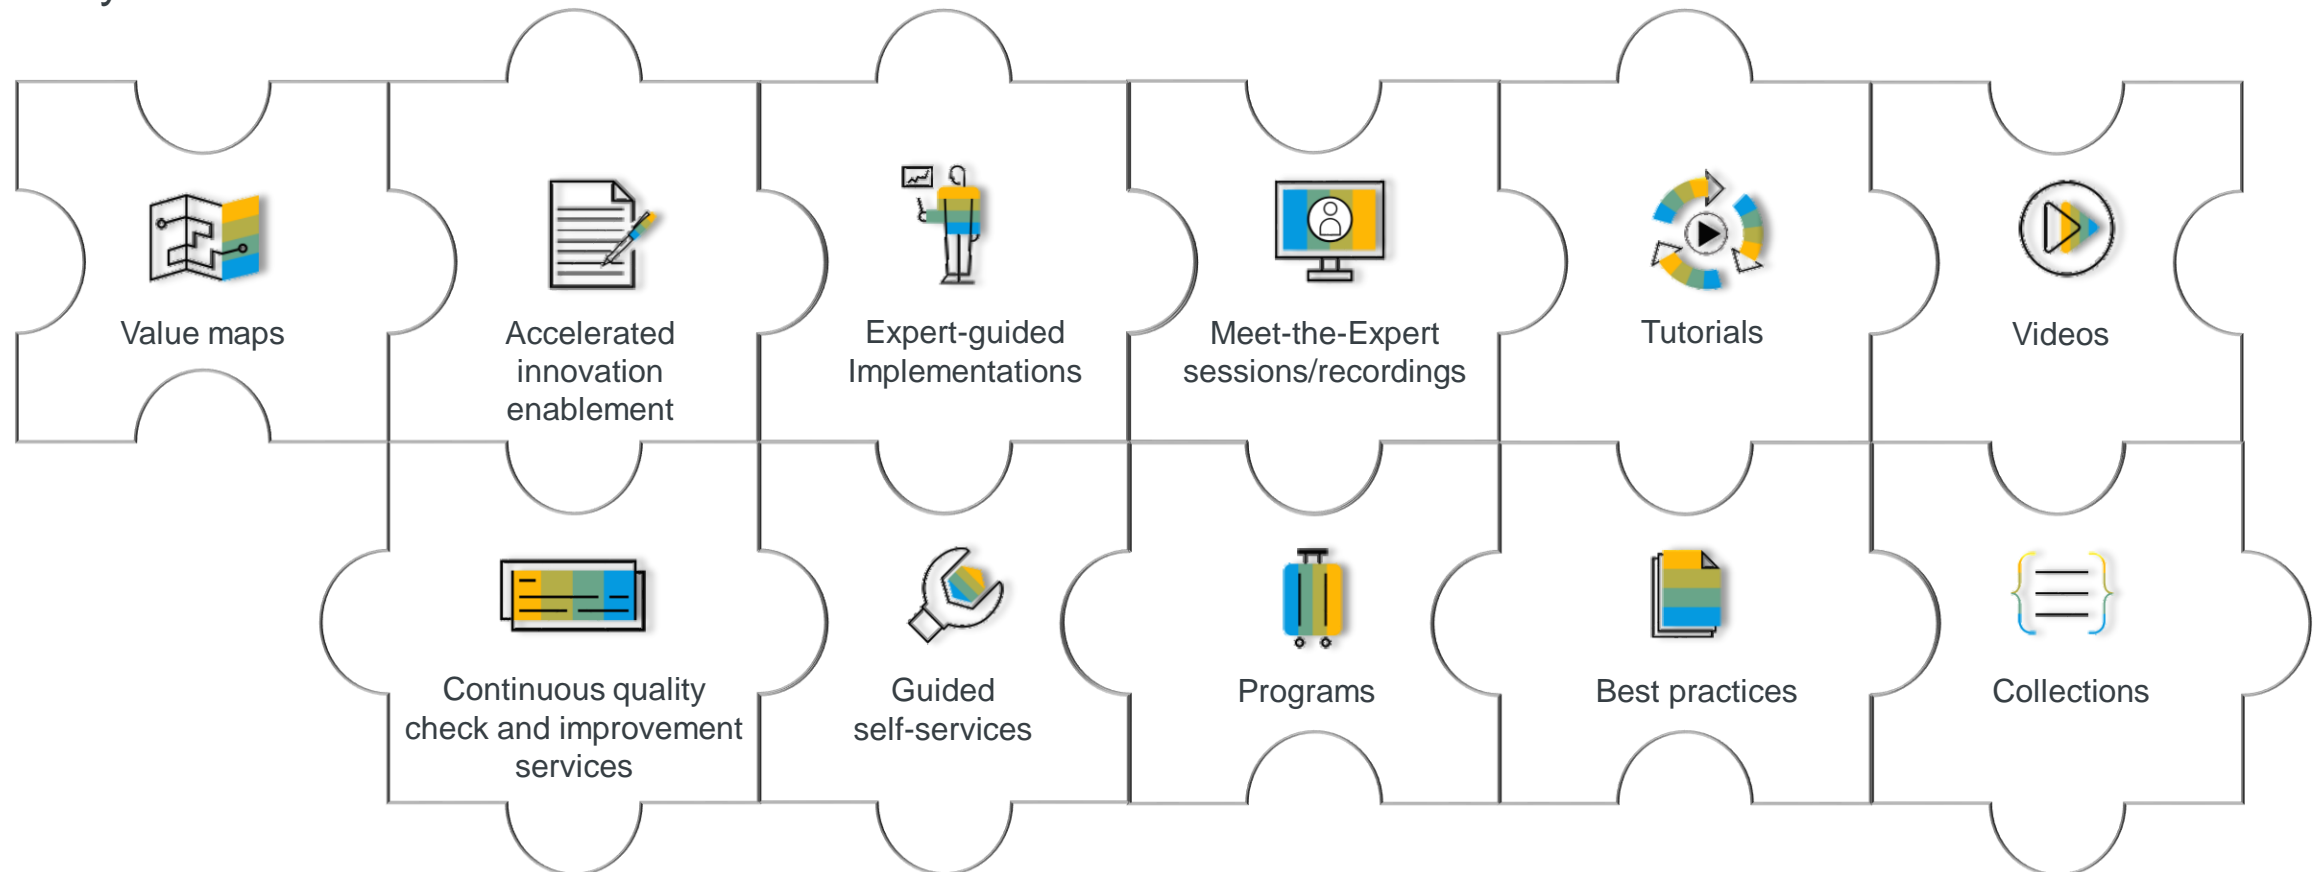 Value maps
Accelerated
innovation
enablement
Expert-guided
Implementations
Meet-the-Expert
sessions/recordings
Tutorials
Videos
Continuous quality
check and improvement
services
Guided
self-services
Programs
Best practices
Collections